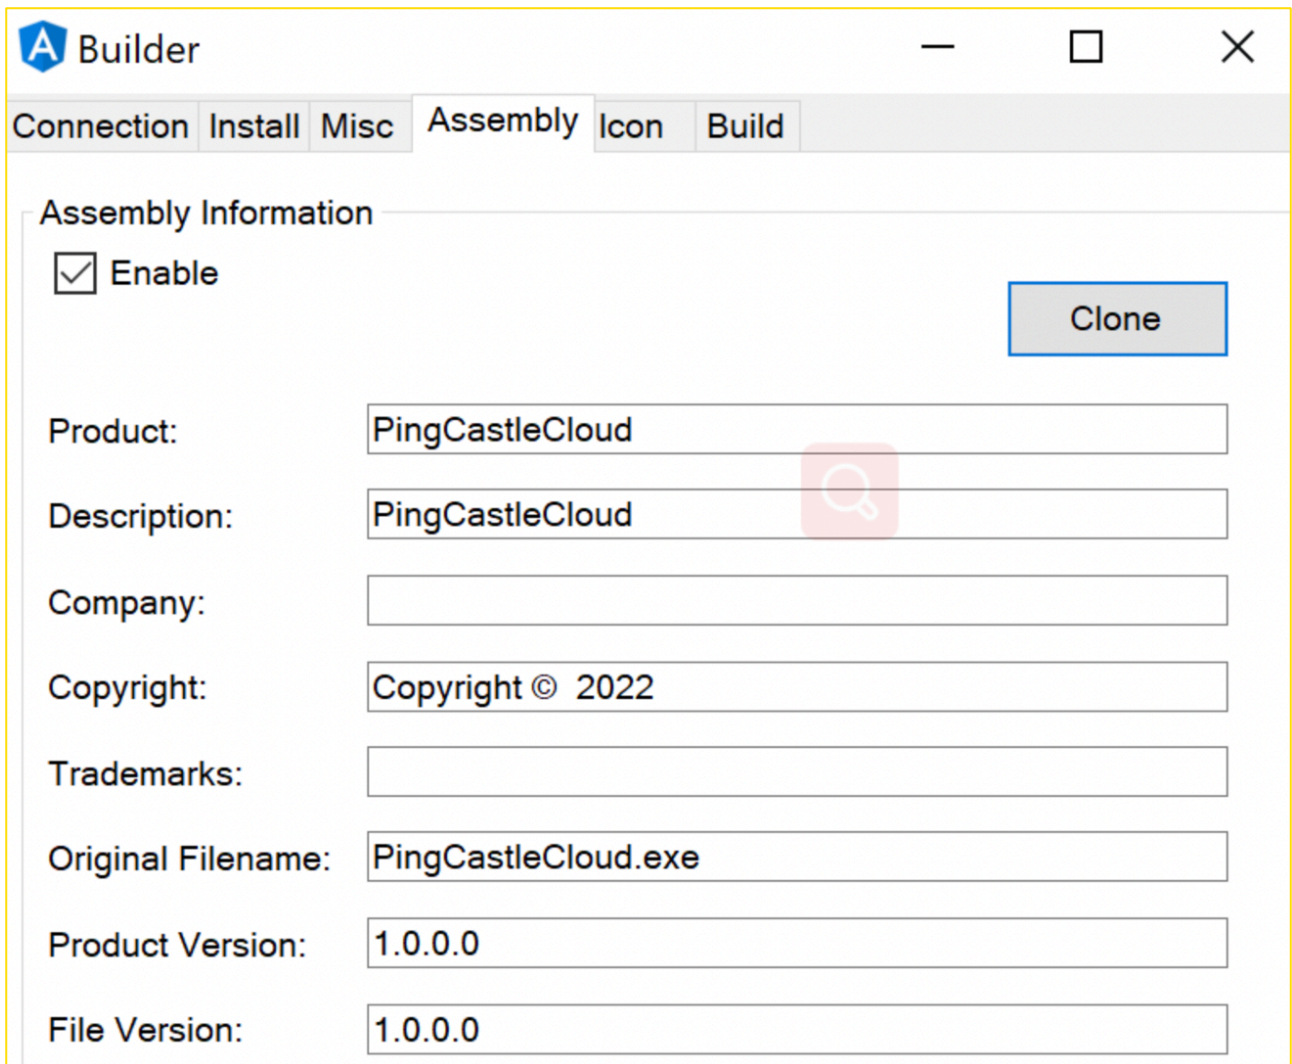 Builder
Connection Install Misc Assembly Icon Build
Assembly Information
Enable
Clone
Product: PingCastleCloud
Description: PingCastleCloud
Company:
Copyright: Copyright ©  2022
Trademarks:
Original Filename: PingCastleCloud.exe
Product Version: 1.0.0.0
File Version: 1.0.0.0